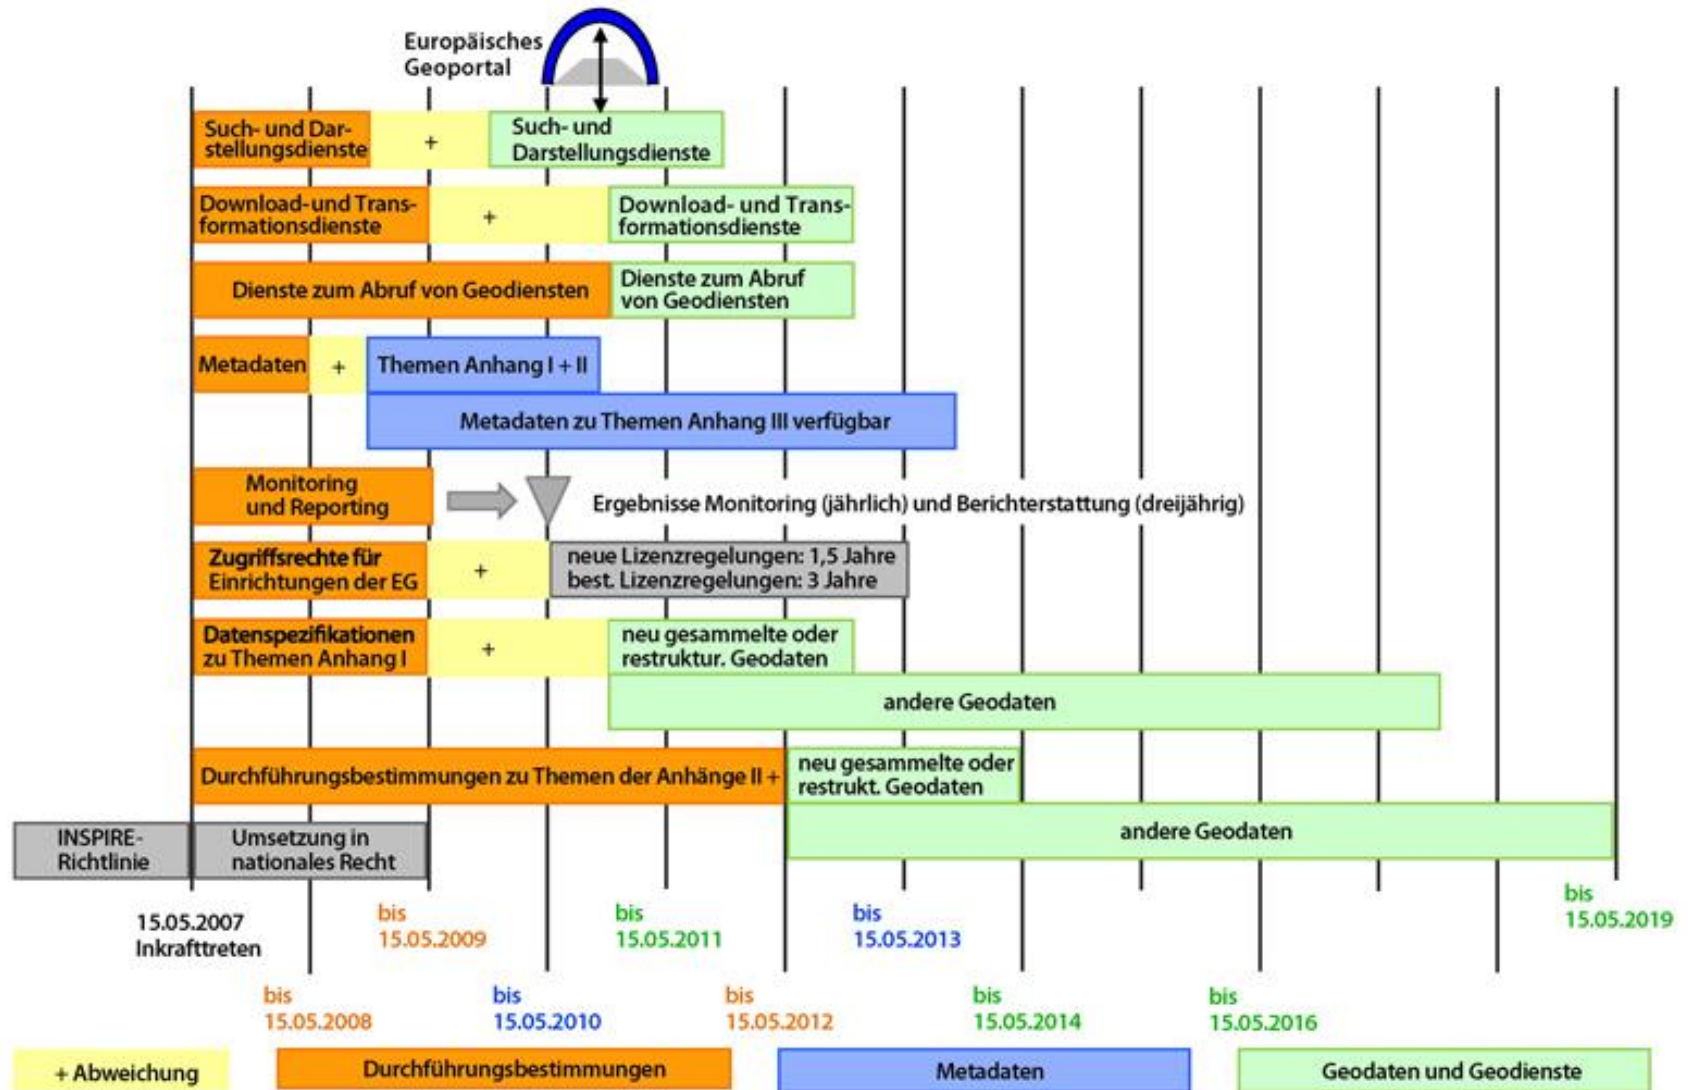 Europäisches
Geoportal
Such- und Dar-
stellungsdienste
+
Such- und
Darstellungsdienste
Download-und Trans-
formationsdienste
+
Download- und Trans-
formationsdienste
Dienste zum Abruf von Geodiensten
Dienste zum Abruf
von Geodiensten
Metadaten
+
Themen Anhang I + II
Metadaten zu Themen Anhang III verfügbar
Monitoring
und Reporting
Ergebnisse Monitoring (jährlich) und Berichterstattung (dreijährig)
Zugriffsrechte für
Einrichtungen der EG
+
neue Lizenzregelungen: 1,5 Jahre
best. Lizenzregelungen: 3 Jahre
Datenspezifikationen
zu Themen Anhang I
+
neu gesammelte oder
restruktur. Geodaten
andere Geodaten
Durchführungsbestimmungen zu Themen der Anhänge II +
neu gesammelte oder
restrukt. Geodaten
andere Geodaten
INSPIRE-
Richtlinie
Umsetzung in
nationales Recht
15.05.2007
Inkrafttreten
bis
15.05.2009
bis
15.05.2011
bis
15.05.2013
bis
15.05.2019
bis
15.05.2008
bis
15.05.2010
bis
15.05.2012
bis
15.05.2014
bis
15.05.2016
+ Abweichung
Durchführungsbestimmungen
Metadaten
Geodaten und Geodienste